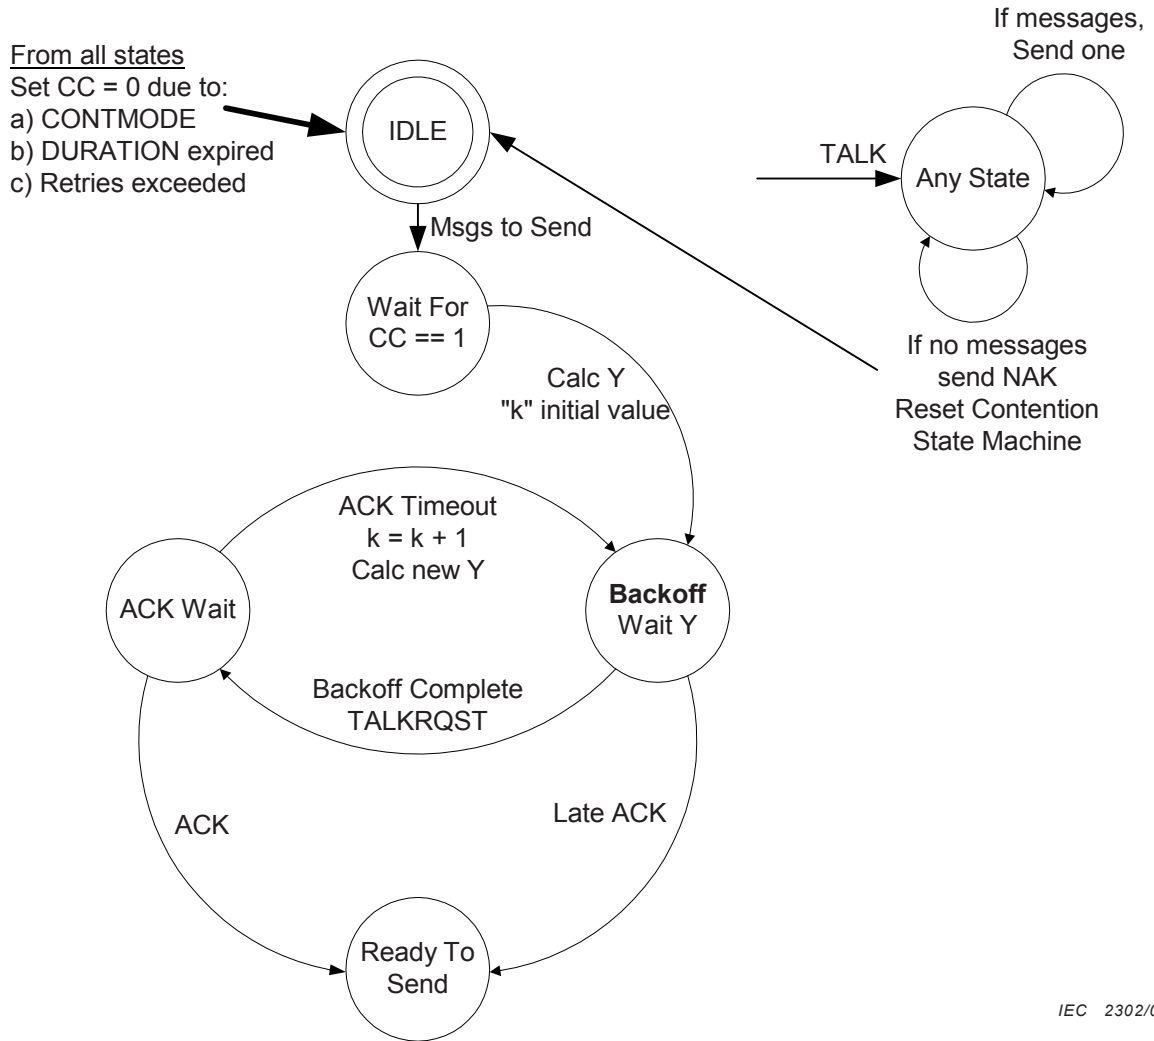 From all states
Set CC = 0 due to:
a) CONTMODE
b) DURATION expired
c) Retries exceeded
IDLE
Msgs to Send
Wait For
CC == 1
Calc Y
"k" initial value
If messages,
Send one
TALK
Any State
If no messages
send NAK
Reset Contention
State Machine
ACK Timeout
k = k + 1
Calc new Y
ACK Wait
Backoff
Wait Y
Backoff Complete
TALKRQST
ACK
Late ACK
Ready To
Send
IEC 2302/0